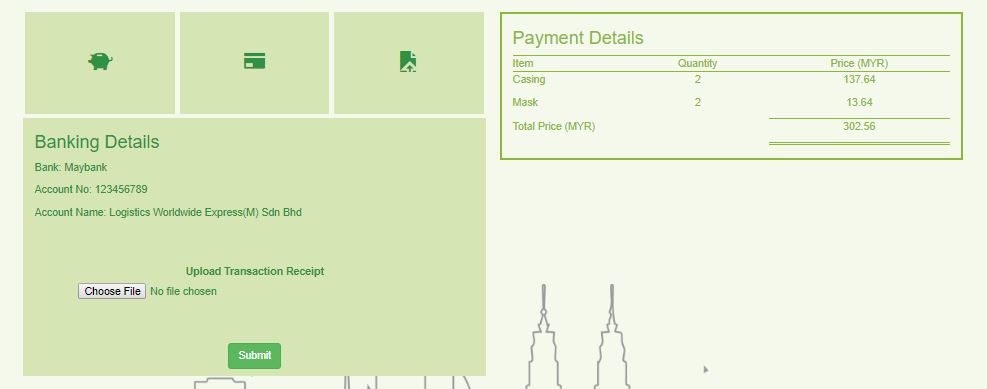 Banking Details
Bank: Maybank
Account No: 123456789
Account Name: Logistics Worldwide Express(M) Sdn Bhd
Upload Transaction Receipt
Choose File No file chosen
Submit
Payment Details
Item Quantity Price (MYR)
Casing 2 137.64
Mask 2 13.64
Total Price (MYR) 302.56